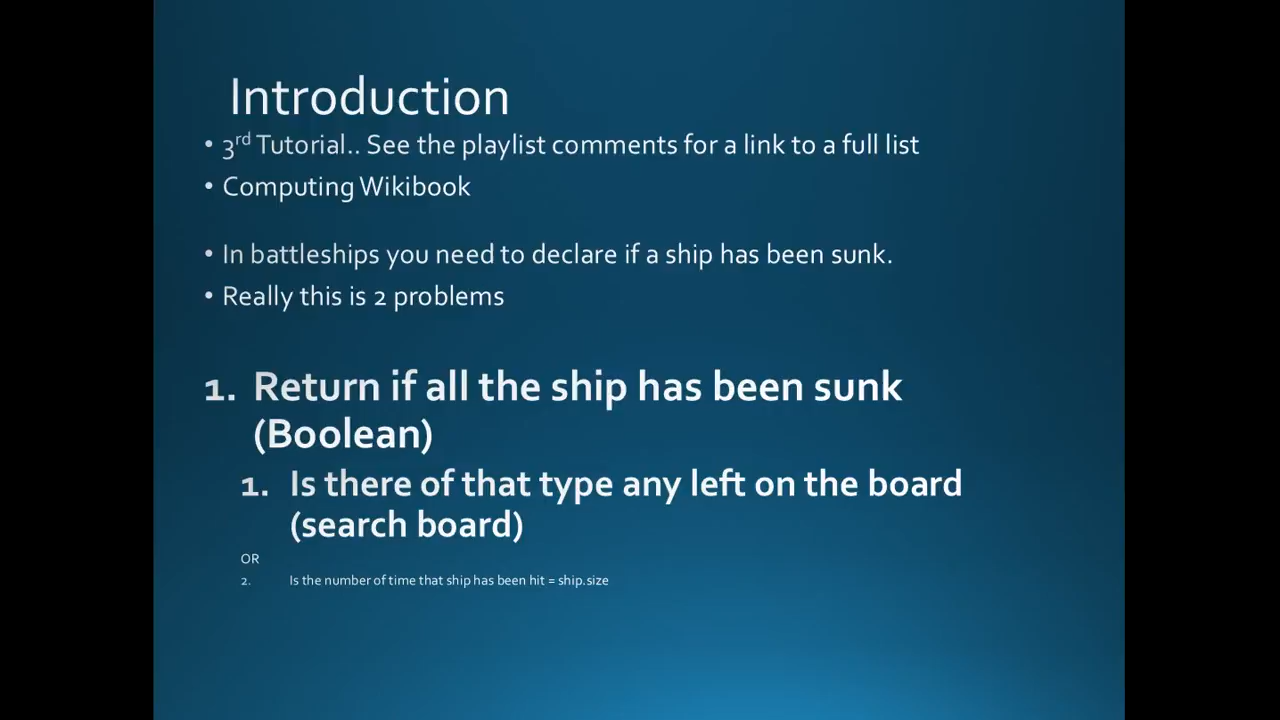 Introduction
• 3rd Tutorial.. See the playlist comments for a link to a full list
• Computing Wikibook
• In battleships you need to declare if a ship has been sunk.
• Really this is 2 problems
1. Return if all the ship has been sunk
(Boolean)
1. Is there of that type any left on the board
(search board)
OR
2. Is the number of time that ship has been hit = ship.size